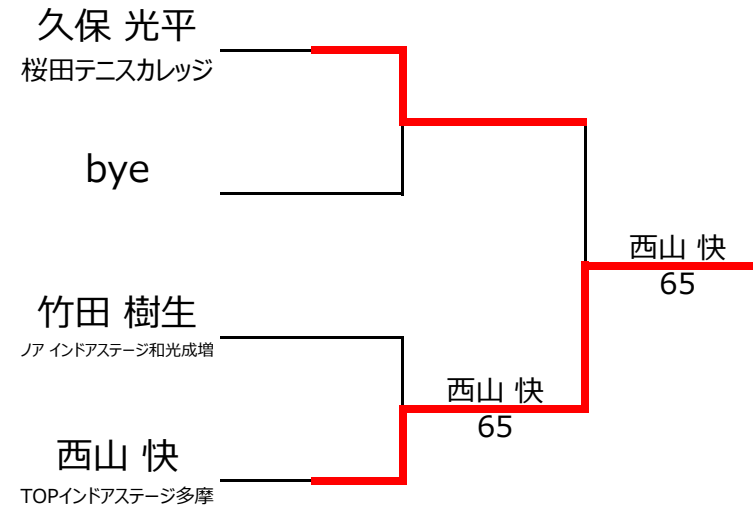 久保 光平
桜田テニスカレッジ
bye
西山 快
65
竹田 樹生
ノア インドアステージ和光成増
西山 快
65
西山 快
TOPインドアステージ多摩